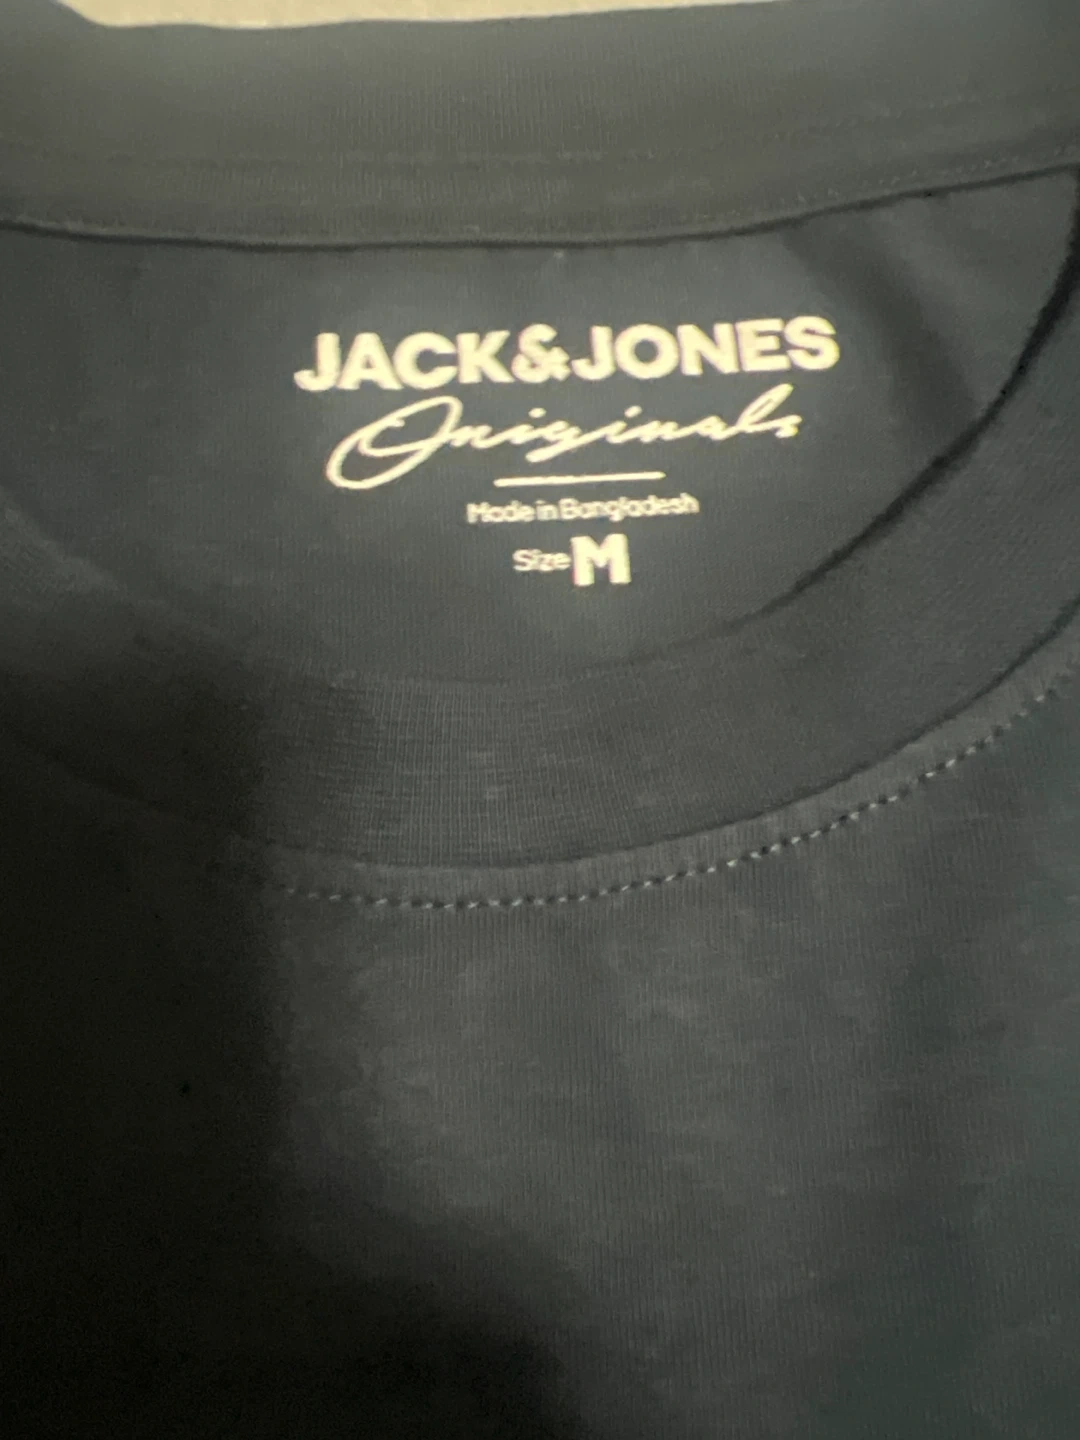 JACK&JONES
Originals
Made in Bangladesh
Size M